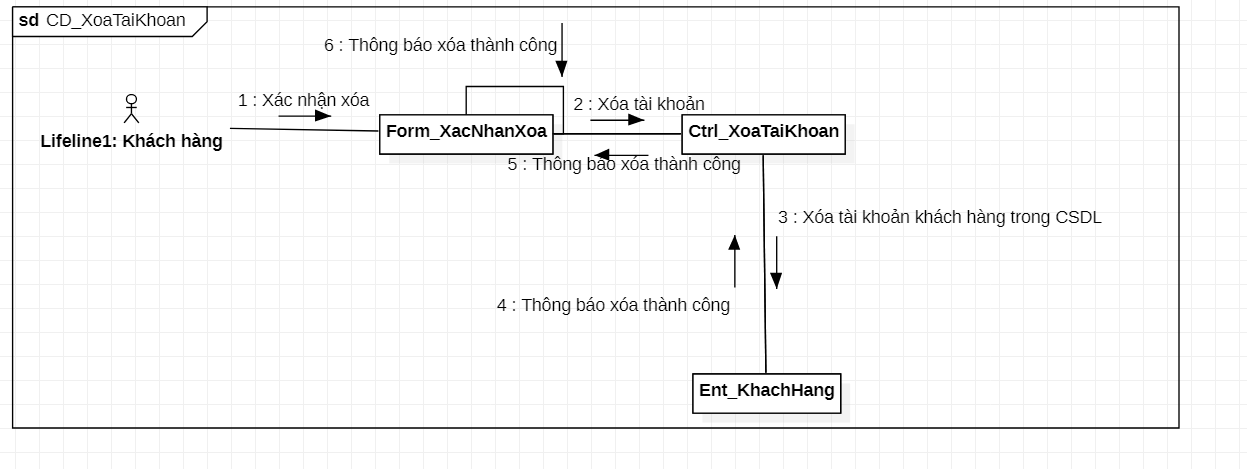 sd CD_XoaTaiKhoan
6 : Thông báo xóa thành công
1 : Xác nhận xóa
2 : Xóa tài khoản
Lifeline1: Khách hàng
Form_XacNhanXoa
Ctrl_XoaTaiKhoan
5 : Thông báo xóa thành công
3 : Xóa tài khoản khách hàng trong CSDL
4 : Thông báo xóa thành công
Ent_KhachHang